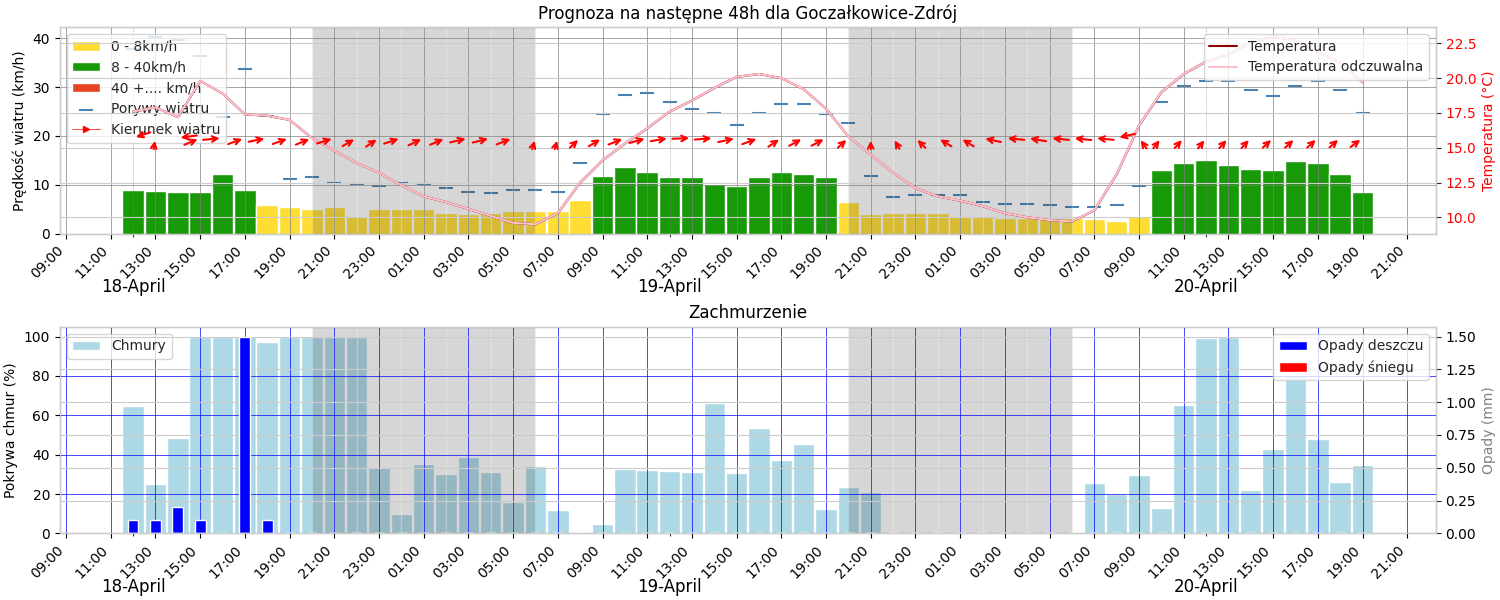 Prognoza na następne 48h dla Goczałkowice-Zdrój
Prędkość wiatru (km/h)
40
30
20
10
0
0 - 8km/h
8 - 40km/h
40 +.... km/h
Porywy wiatru
Kierunek wiatru
Temperatura
Temperatura odczuwalna
22.5
20.0
17.5
15.0
12.5
10.0
Temperatura (°C)
09:00 11:00 13:00 15:00 17:00 19:00 21:00 23:00 01:00 03:00 05:00 07:00 09:00 11:00 13:00 15:00 17:00 19:00 21:00 23:00 01:00 03:00 05:00 07:00 09:00 11:00 13:00 15:00 17:00 19:00 21:00
18-April 19-April 20-April
Zachmurzenie
Pokrywa chmur (%)
100
80
60
40
20
0
Chmury
Opady deszczu
Opady śniegu
1.50
1.25
1.00
0.75
0.50
0.25
0.00
Opady (mm)
09:00 11:00 13:00 15:00 17:00 19:00 21:00 23:00 01:00 03:00 05:00 07:00 09:00 11:00 13:00 15:00 17:00 19:00 21:00 23:00 01:00 03:00 05:00 07:00 09:00 11:00 13:00 15:00 17:00 19:00 21:00
18-April 19-April 20-April